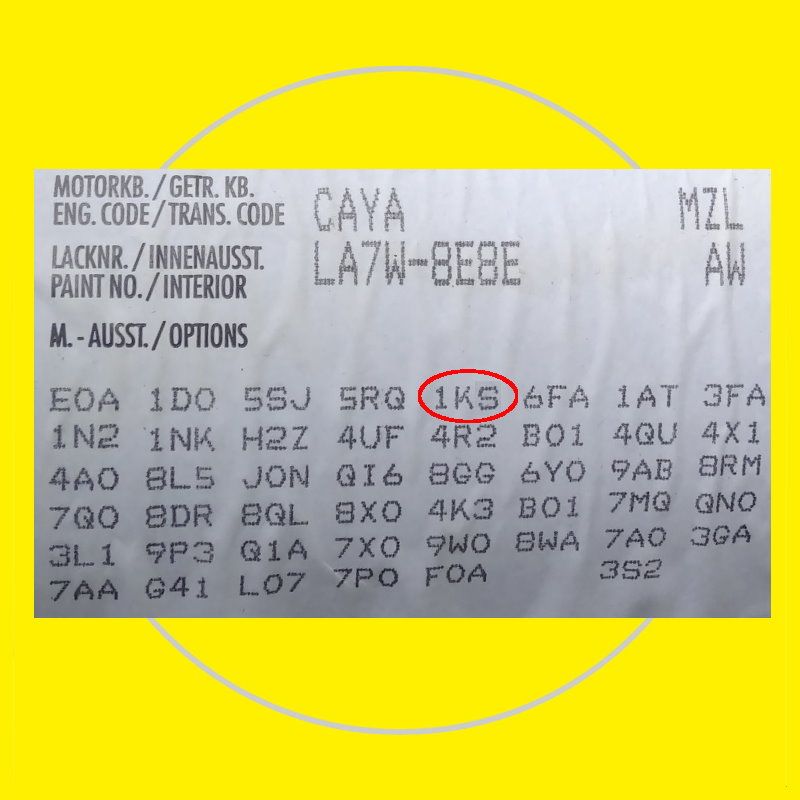 MOTORKB./GETR. KB.
ENG. CODE/TRANS. CODE CAYA MZL
LACKNR./INNENAUSST.
PAINT NO./INTERIOR LA7W-8E8E AW
M.-AUSST./OPTIONS
E0A 1D0 5SJ 5RQ 1KS 6FA 1AT 3FA
1N2 1NK H2Z 4UF 4R2 B01 4QU 4X1
4A0 8L5 J0N QI6 8GG 6Y0 9AB 8RM
7Q0 8DR 8QL 8X0 4K3 B01 7MQ QN0
3L1 9P3 Q1A 7X0 9W0 8WA 7A0 3GA
7AA G41 L07 7P0 F0A 3S2